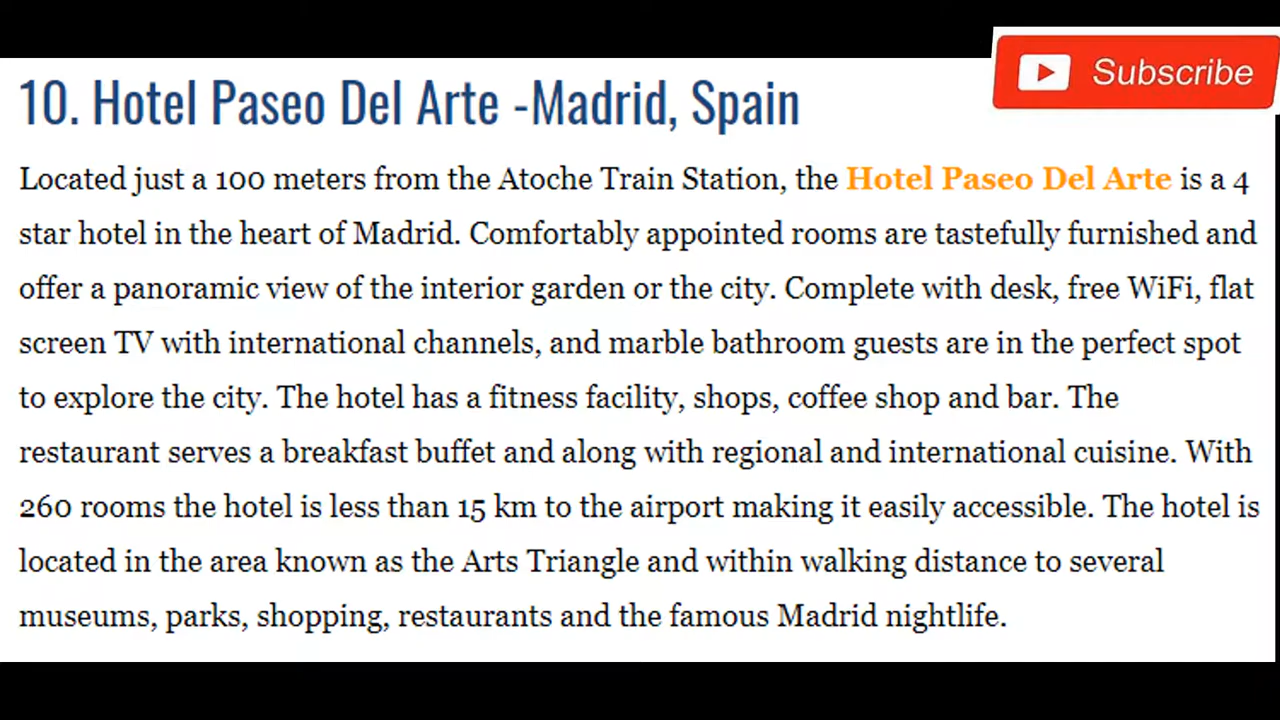 Subscribe
10. Hotel Paseo Del Arte -Madrid, Spain
Located just a 100 meters from the Atoche Train Station, the Hotel Paseo Del Arte is a 4
star hotel in the heart of Madrid. Comfortably appointed rooms are tastefully furnished and
offer a panoramic view of the interior garden or the city. Complete with desk, free WiFi, flat
screen TV with international channels, and marble bathroom guests are in the perfect spot
to explore the city. The hotel has a fitness facility, shops, coffee shop and bar. The
restaurant serves a breakfast buffet and along with regional and international cuisine. With
260 rooms the hotel is less than 15 km to the airport making it easily accessible. The hotel is
located in the area known as the Arts Triangle and within walking distance to several
museums, parks, shopping, restaurants and the famous Madrid nightlife.